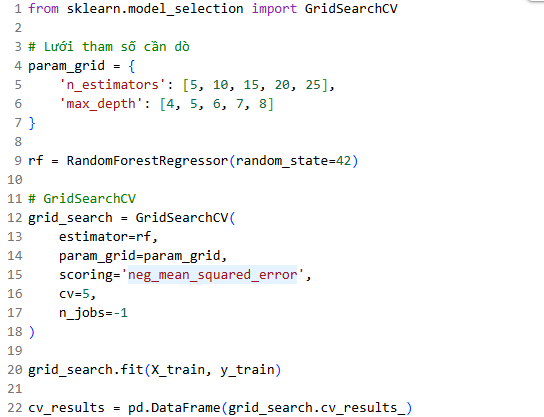 1 from sklearn.model_selection import GridSearchCV
2
3 # Lưới tham số cần dò
4 param_grid = {
5     'n_estimators': [5, 10, 15, 20, 25],
6     'max_depth': [4, 5, 6, 7, 8]
7 }
8
9 rf = RandomForestRegressor(random_state=42)
10
11 # GridSearchCV
12 grid_search = GridSearchCV(
13     estimator=rf,
14     param_grid=param_grid,
15     scoring='neg_mean_squared_error',
16     cv=5,
17     n_jobs=-1
18 )
19
20 grid_search.fit(X_train, y_train)
21
22 cv_results = pd.DataFrame(grid_search.cv_results_)